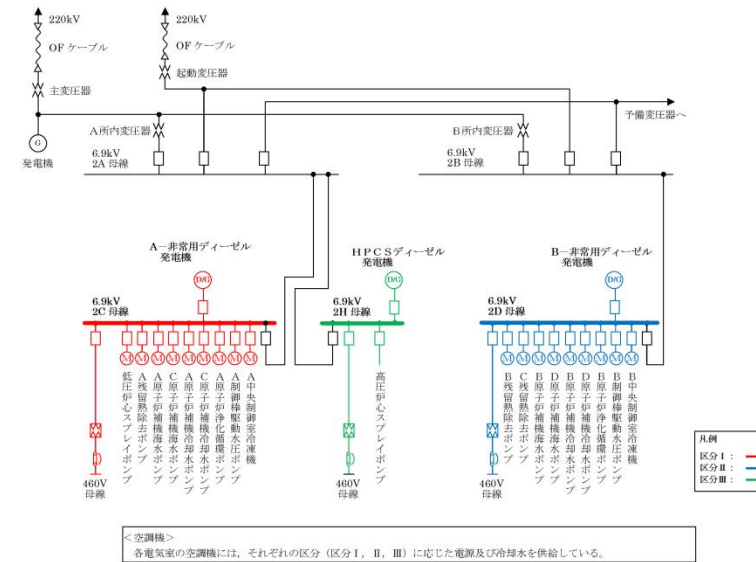 220kV
220kV
OF ケーブル
OF ケーブル
主変圧器
起動変圧器
予備変圧器へ
A所内変圧器
B所内変圧器
G
発電機
6.9kV
2A 母線
6.9kV
2B 母線
A－非常用ディーゼル
発電機
HPCSディーゼル
発電機
B－非常用ディーゼル
発電機
D/G
D/G
D/G
6.9kV
2C 母線
6.9kV
2H 母線
6.9kV
2D 母線
M M M M M M M M M
M M M M M M M M M
低圧炉心スプレイポンプ
A残留熱除去ポンプ
A原子炉補機海水ポンプ
C原子炉補機海水ポンプ
A原子炉補機冷却水ポンプ
C原子炉補機冷却水ポンプ
A原子炉浄化循環ポンプ
A制御棒駆動水圧ポンプ
A中央制御室冷凍機
高圧炉心スプレイポンプ
B残留熱除去ポンプ
C残留熱除去ポンプ
B原子炉補機海水ポンプ
D原子炉補機海水ポンプ
B原子炉補機冷却水ポンプ
D原子炉補機冷却水ポンプ
B原子炉浄化循環ポンプ
B制御棒駆動水圧ポンプ
B中央制御室冷凍機
460V
母線
460V
母線
460V
母線
凡例
区分Ⅰ：
区分Ⅱ：
区分Ⅲ：
＜空調機＞
各電気室の空調機には，それぞれの区分（区分Ⅰ，Ⅱ，Ⅲ）に応じた電源及び冷却水を供給している。